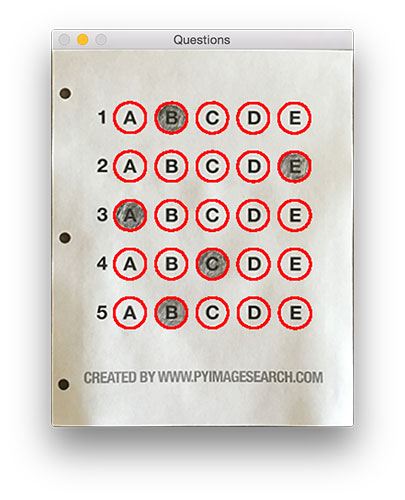 Questions
1 A B C D E
2 A B C D E
3 A B C D E
4 A B C D E
5 A B C D E
CREATED BY WWW.PYIMAGESEARCH.COM